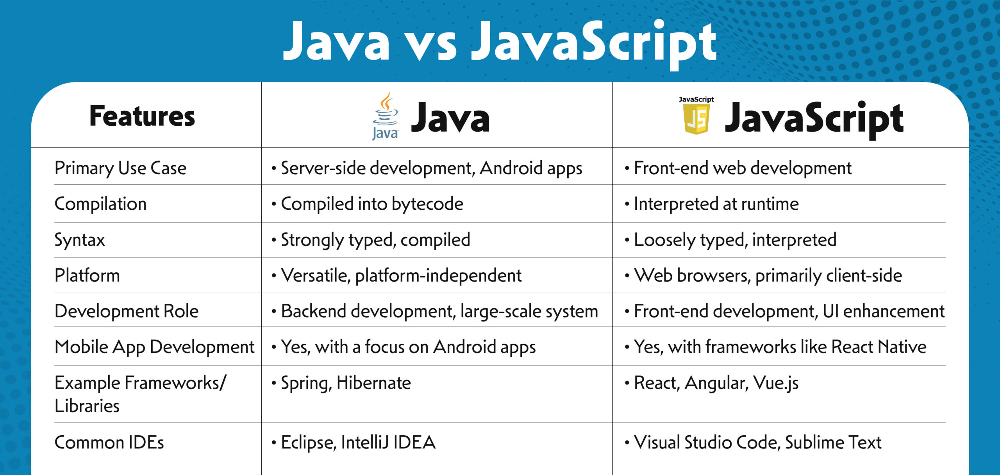 Java vs JavaScript
Features
Java
Java
JavaScript
JS
JavaScript
Primary Use Case
• Server-side development, Android apps
• Front-end web development
Compilation
• Compiled into bytecode
• Interpreted at runtime
Syntax
• Strongly typed, compiled
• Loosely typed, interpreted
Platform
• Versatile, platform-independent
• Web browsers, primarily client-side
Development Role
• Backend development, large-scale system
• Front-end development, UI enhancement
Mobile App Development
• Yes, with a focus on Android apps
• Yes, with frameworks like React Native
Example Frameworks/
Libraries
• Spring, Hibernate
• React, Angular, Vue.js
Common IDEs
• Eclipse, IntelliJ IDEA
• Visual Studio Code, Sublime Text